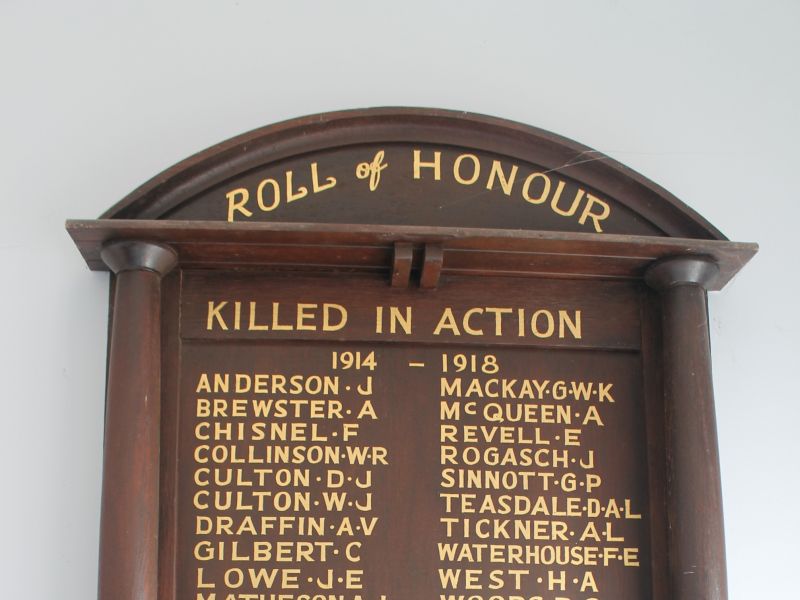 ROLL of HONOUR
KILLED IN ACTION
1914 – 1918
ANDERSON·J
BREWSTER·A
CHISNEL·F
COLLINSON·W·R
CULTON·D·J
CULTON·W·J
DRAFFIN·A·V
GILBERT·C
LOWE·J·E
MATHESON·A·J
MACKAY·G·W·K
McQUEEN·A
REVELL·E
ROGASCH·J
SINNOTT·G·P
TEASDALE·D·A·L
TICKNER·A·L
WATERHOUSE·F·E
WEST·H·A